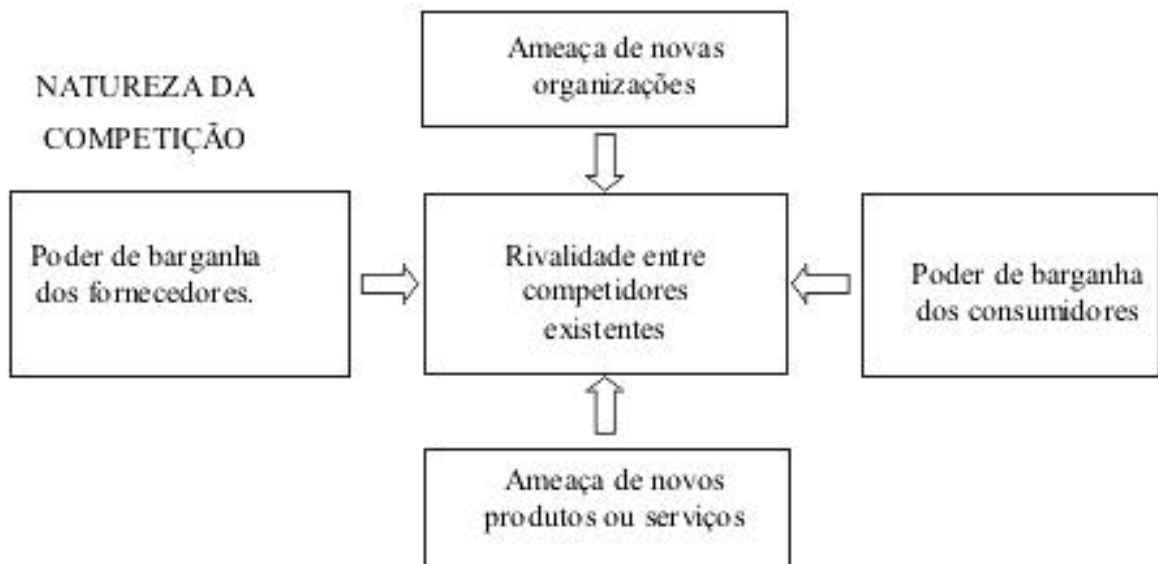 Ameaça de novas
organizações
NATUREZA DA
COMPETIÇÃO
Poder de barganha
dos fornecedores.
Rivalidade entre
competidores
existentes
Poder de barganha
dos consumidores
Ameaça de novos
produtos ou serviços